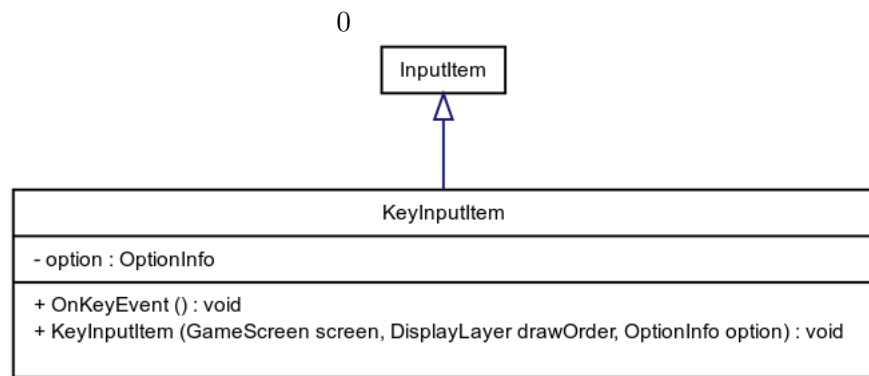 0
InputItem
KeyInputItem
- option : OptionInfo
+ OnKeyEvent () : void
+ KeyInputItem (GameScreen screen, DisplayLayer drawOrder, OptionInfo option) : void